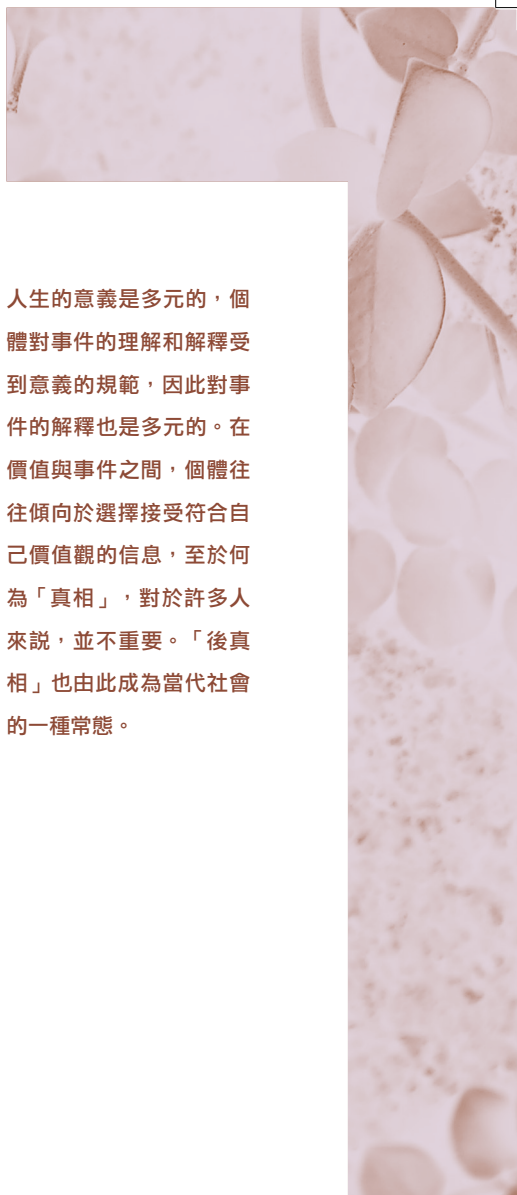 人生的意義是多元的，個
體對事件的理解和解釋受
到意義的規範，因此對事
件的解釋也是多元的。在
價值與事件之間，個體往
往傾向於選擇接受符合自
己價值觀的信息，至於何
為「真相」，對於許多人
來説，並不重要。「後真
相」也由此成為當代社會
的一種常態。